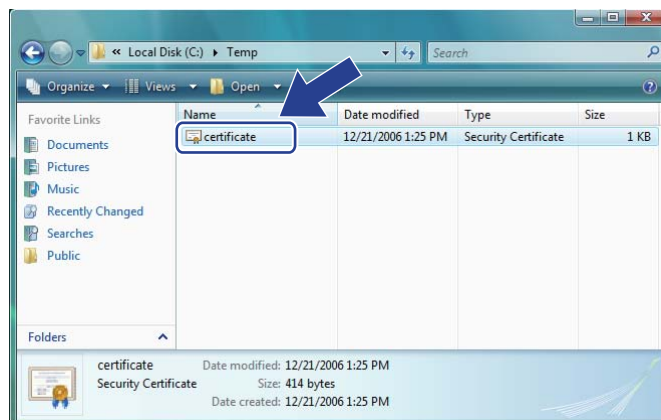 « Local Disk (C:) ▸ Temp
Search
Organize Views Open
Favorite Links
Documents
Pictures
Music
Recently Changed
Searches
Public
Folders
Name Date modified Type Size
certificate 12/21/2006 1:25 PM Security Certificate 1 KB
certificate Date modified: 12/21/2006 1:25 PM
Security Certificate Size: 414 bytes
Date created: 12/21/2006 1:25 PM